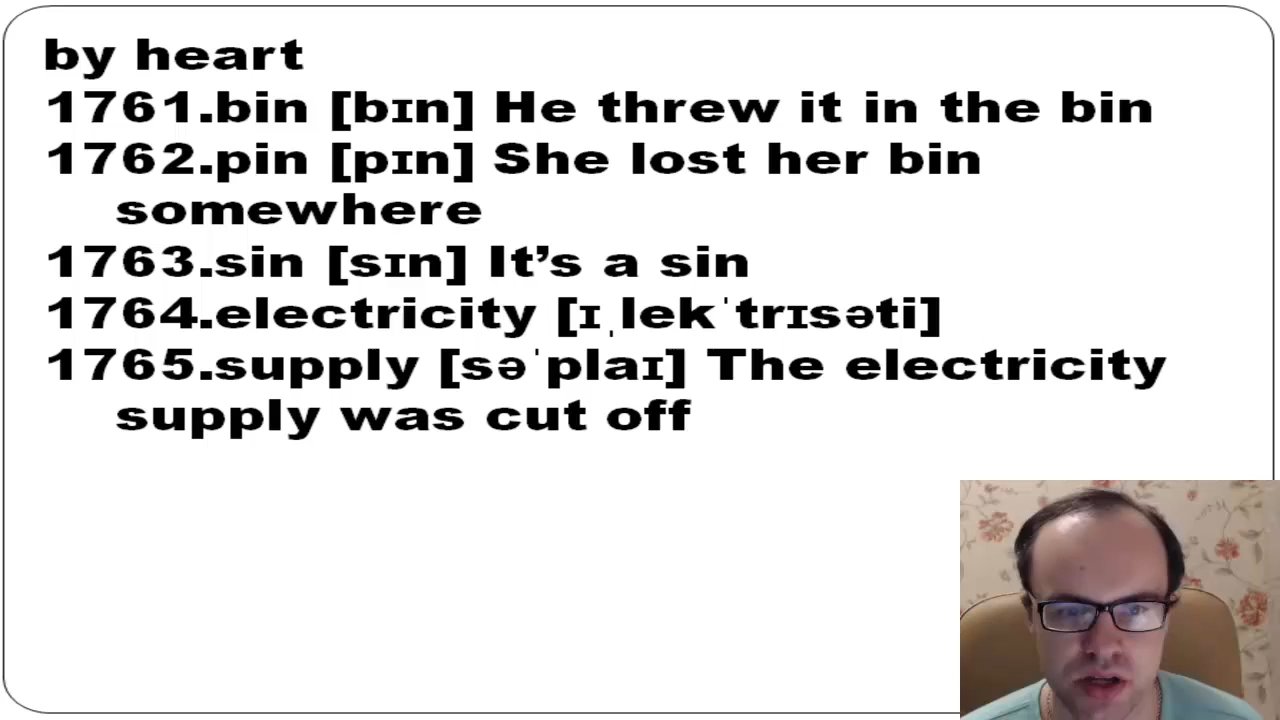 by heart
1761.bin [bɪn] He threw it in the bin
1762.pin [pɪn] She lost her bin
somewhere
1763.sin [sɪn] It’s a sin
1764.electricity [ɪˌlekˈtrɪsəti]
1765.supply [səˈplaɪ] The electricity
supply was cut off